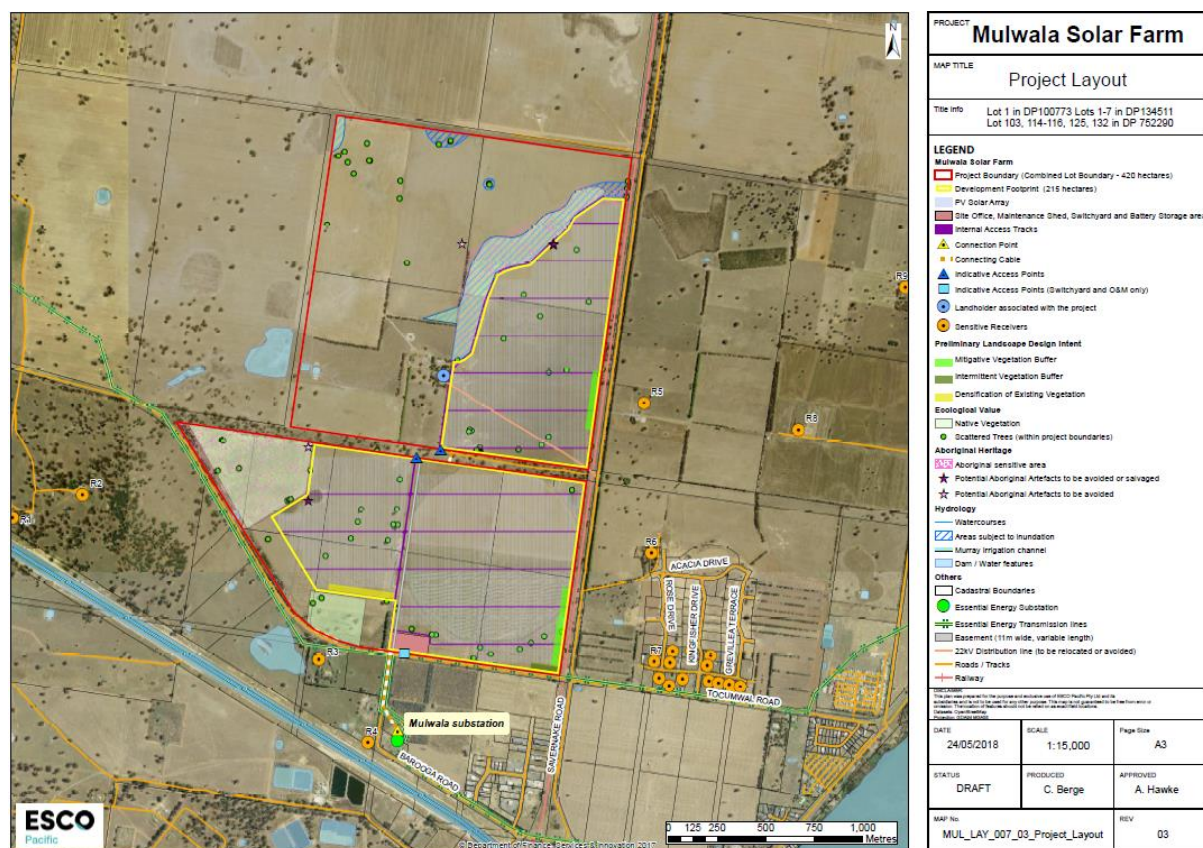 N
R9
R5
R8
R2
R1
R6
ACACIA DRIVE
ROSE DRIVE
KINGFISHER DRIVE
GREVILLEA TERRACE
R3
R7
TOCUMWAL ROAD
Mulwala substation
R4
SAVERNAKE ROAD
BAROOGA ROAD
ESCO
Pacific
0 125 250 500 750 1,000
Metres
© Department of Finance, Services & Innovation 2017
PROJECT
Mulwala Solar Farm
MAP TITLE
Project Layout
Title Info
Lot 1 in DP100773 Lots 1-7 in DP134511
Lot 103, 114-116, 125, 132 in DP 752290
LEGEND
Mulwala Solar Farm
Project Boundary (Combined Lot Boundary - 420 hectares)
Development Footprint (215 hectares)
PV Solar Array
Site Office, Maintenance Shed, Switchyard and Battery Storage area
Internal Access Tracks
Connection Point
Connecting Cable
Indicative Access Points
Indicative Access Points (Switchyard and O&M only)
Landholder associated with the project
Sensitive Receivers
Preliminary Landscape Design Intent
Mitigative Vegetation Buffer
Intermittent Vegetation Buffer
Densification of Existing Vegetation
Ecological Value
Native Vegetation
Scattered Trees (within project boundaries)
Aboriginal Heritage
Aboriginal sensitive area
Potential Aboriginal Artefacts to be avoided or salvaged
Potential Aboriginal Artefacts to be avoided
Hydrology
Watercourses
Areas subject to inundation
Murray Irrigation channel
Dam / Water features
Others
Cadastral Boundaries
Essential Energy Substation
Essential Energy Transmission lines
Easement (11m wide, variable length)
22kV Distribution line (to be relocated or avoided)
Roads / Tracks
Railway
DISCLAIMER
DATE
24/05/2018
SCALE
1:15,000
Page Size
A3
STATUS
DRAFT
PRODUCED
C. Berge
APPROVED
A. Hawke
MAP No.
MUL_LAY_007_03_Project_Layout
REV
03